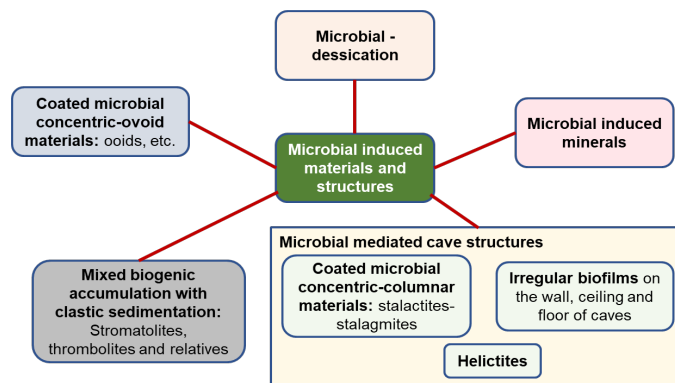 Microbial -
dessication
Coated microbial
concentric-ovoid
materials: ooids, etc.
Microbial induced
materials and
structures
Microbial induced
minerals
Mixed biogenic
accumulation with
clastic sedimentation:
Stromatolites,
thrombolites and relatives
Microbial mediated cave structures
Coated microbial
concentric-columnar
materials: stalactites-
stalagmites
Irregular biofilms on
the wall, ceiling and
floor of caves
Helictites